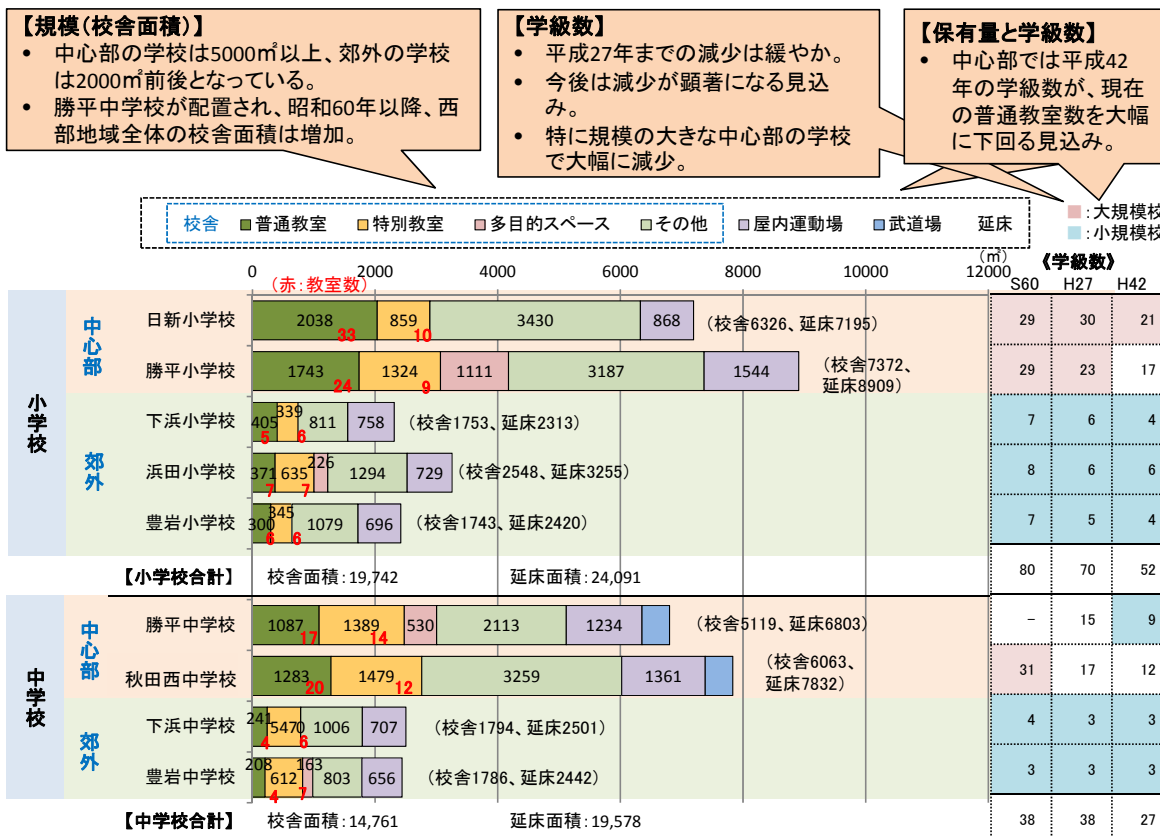 【規模(校舎面積)】
• 中心部の学校は5000㎡以上、郊外の学校
は2000㎡前後となっている。
• 勝平中学校が配置され、昭和60年以降、西
部地域全体の校舎面積は増加。
【学級数】
• 平成27年までの減少は緩やか。
• 今後は減少が顕著になる見込
み。
• 特に規模の大きな中心部の学校
で大幅に減少。
【保有量と学級数】
• 中心部では平成42
年の学級数が、現在
の普通教室数を大幅
に下回る見込み。
校舎 普通教室 特別教室 多目的スペース その他 屋内運動場 武道場 延床
:大規模校
:小規模校
(㎡)
《学級数》
0 2000 4000 6000 8000 10000 12000
(赤:教室数)
S60 H27 H42
小学校
中心部
日新小学校 2038 33 859 10 3430 868 (校舎6326、延床7195) 29 30 21
勝平小学校 1743 24 1324 9 1111 3187 1544 (校舎7372、
延床8909) 29 23 17
郊外
下浜小学校 405 5 339 6 811 758 (校舎1753、延床2313) 7 6 4
浜田小学校 371 7 635 7 226 1294 729 (校舎2548、延床3255) 8 6 6
豊岩小学校 300 6 345 6 1079 696 (校舎1743、延床2420) 7 5 4
【小学校合計】 校舎面積:19,742 延床面積:24,091 80 70 52
中学校
中心部
勝平中学校 1087 17 1389 14 530 2113 1234 (校舎5119、延床6803) - 15 9
秋田西中学校 1283 20 1479 12 3259 1361 (校舎6063、
延床7832) 31 17 12
郊外
下浜中学校 241 4 547 0 6 1006 707 (校舎1794、延床2501) 4 3 3
豊岩中学校 208 4 612 7 163 803 656 (校舎1786、延床2442) 3 3 3
【中学校合計】 校舎面積:14,761 延床面積:19,578 38 38 27